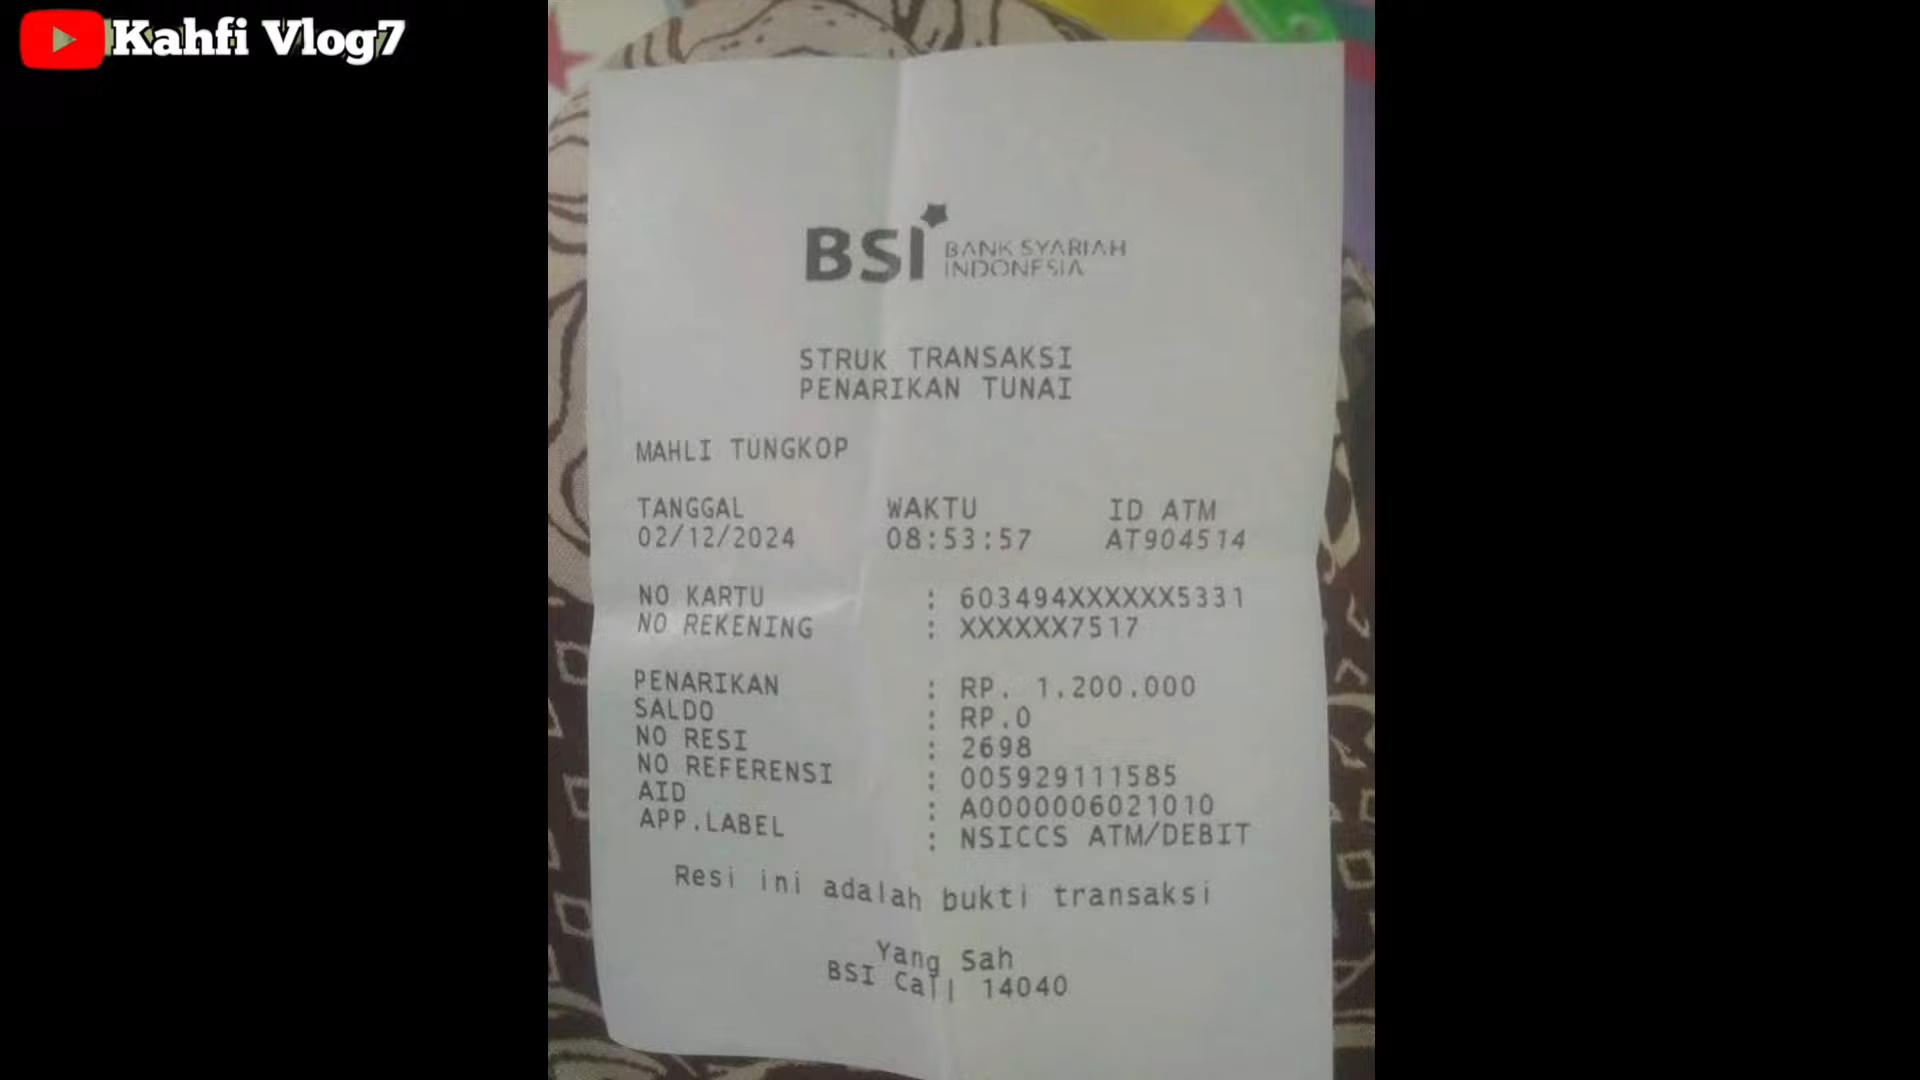 Kahfi Vlog7
BSI BANK SYARIAH
INDONESIA
STRUK TRANSAKSI
PENARIKAN TUNAI
MAHLI TUNGKOP
TANGGAL WAKTU ID ATM
02/12/2024 08:53:57 AT904514
NO KARTU : 603494XXXXXX5331
NO REKENING : XXXXXX7517
PENARIKAN : RP. 1.200.000
SALDO : RP.0
NO RESI : 2698
NO REFERENSI : 005929111585
AID : A0000006021010
APP.LABEL : NSICCS ATM/DEBIT
Resi ini adalah bukti transaksi
Yang Sah
BSI Call 14040